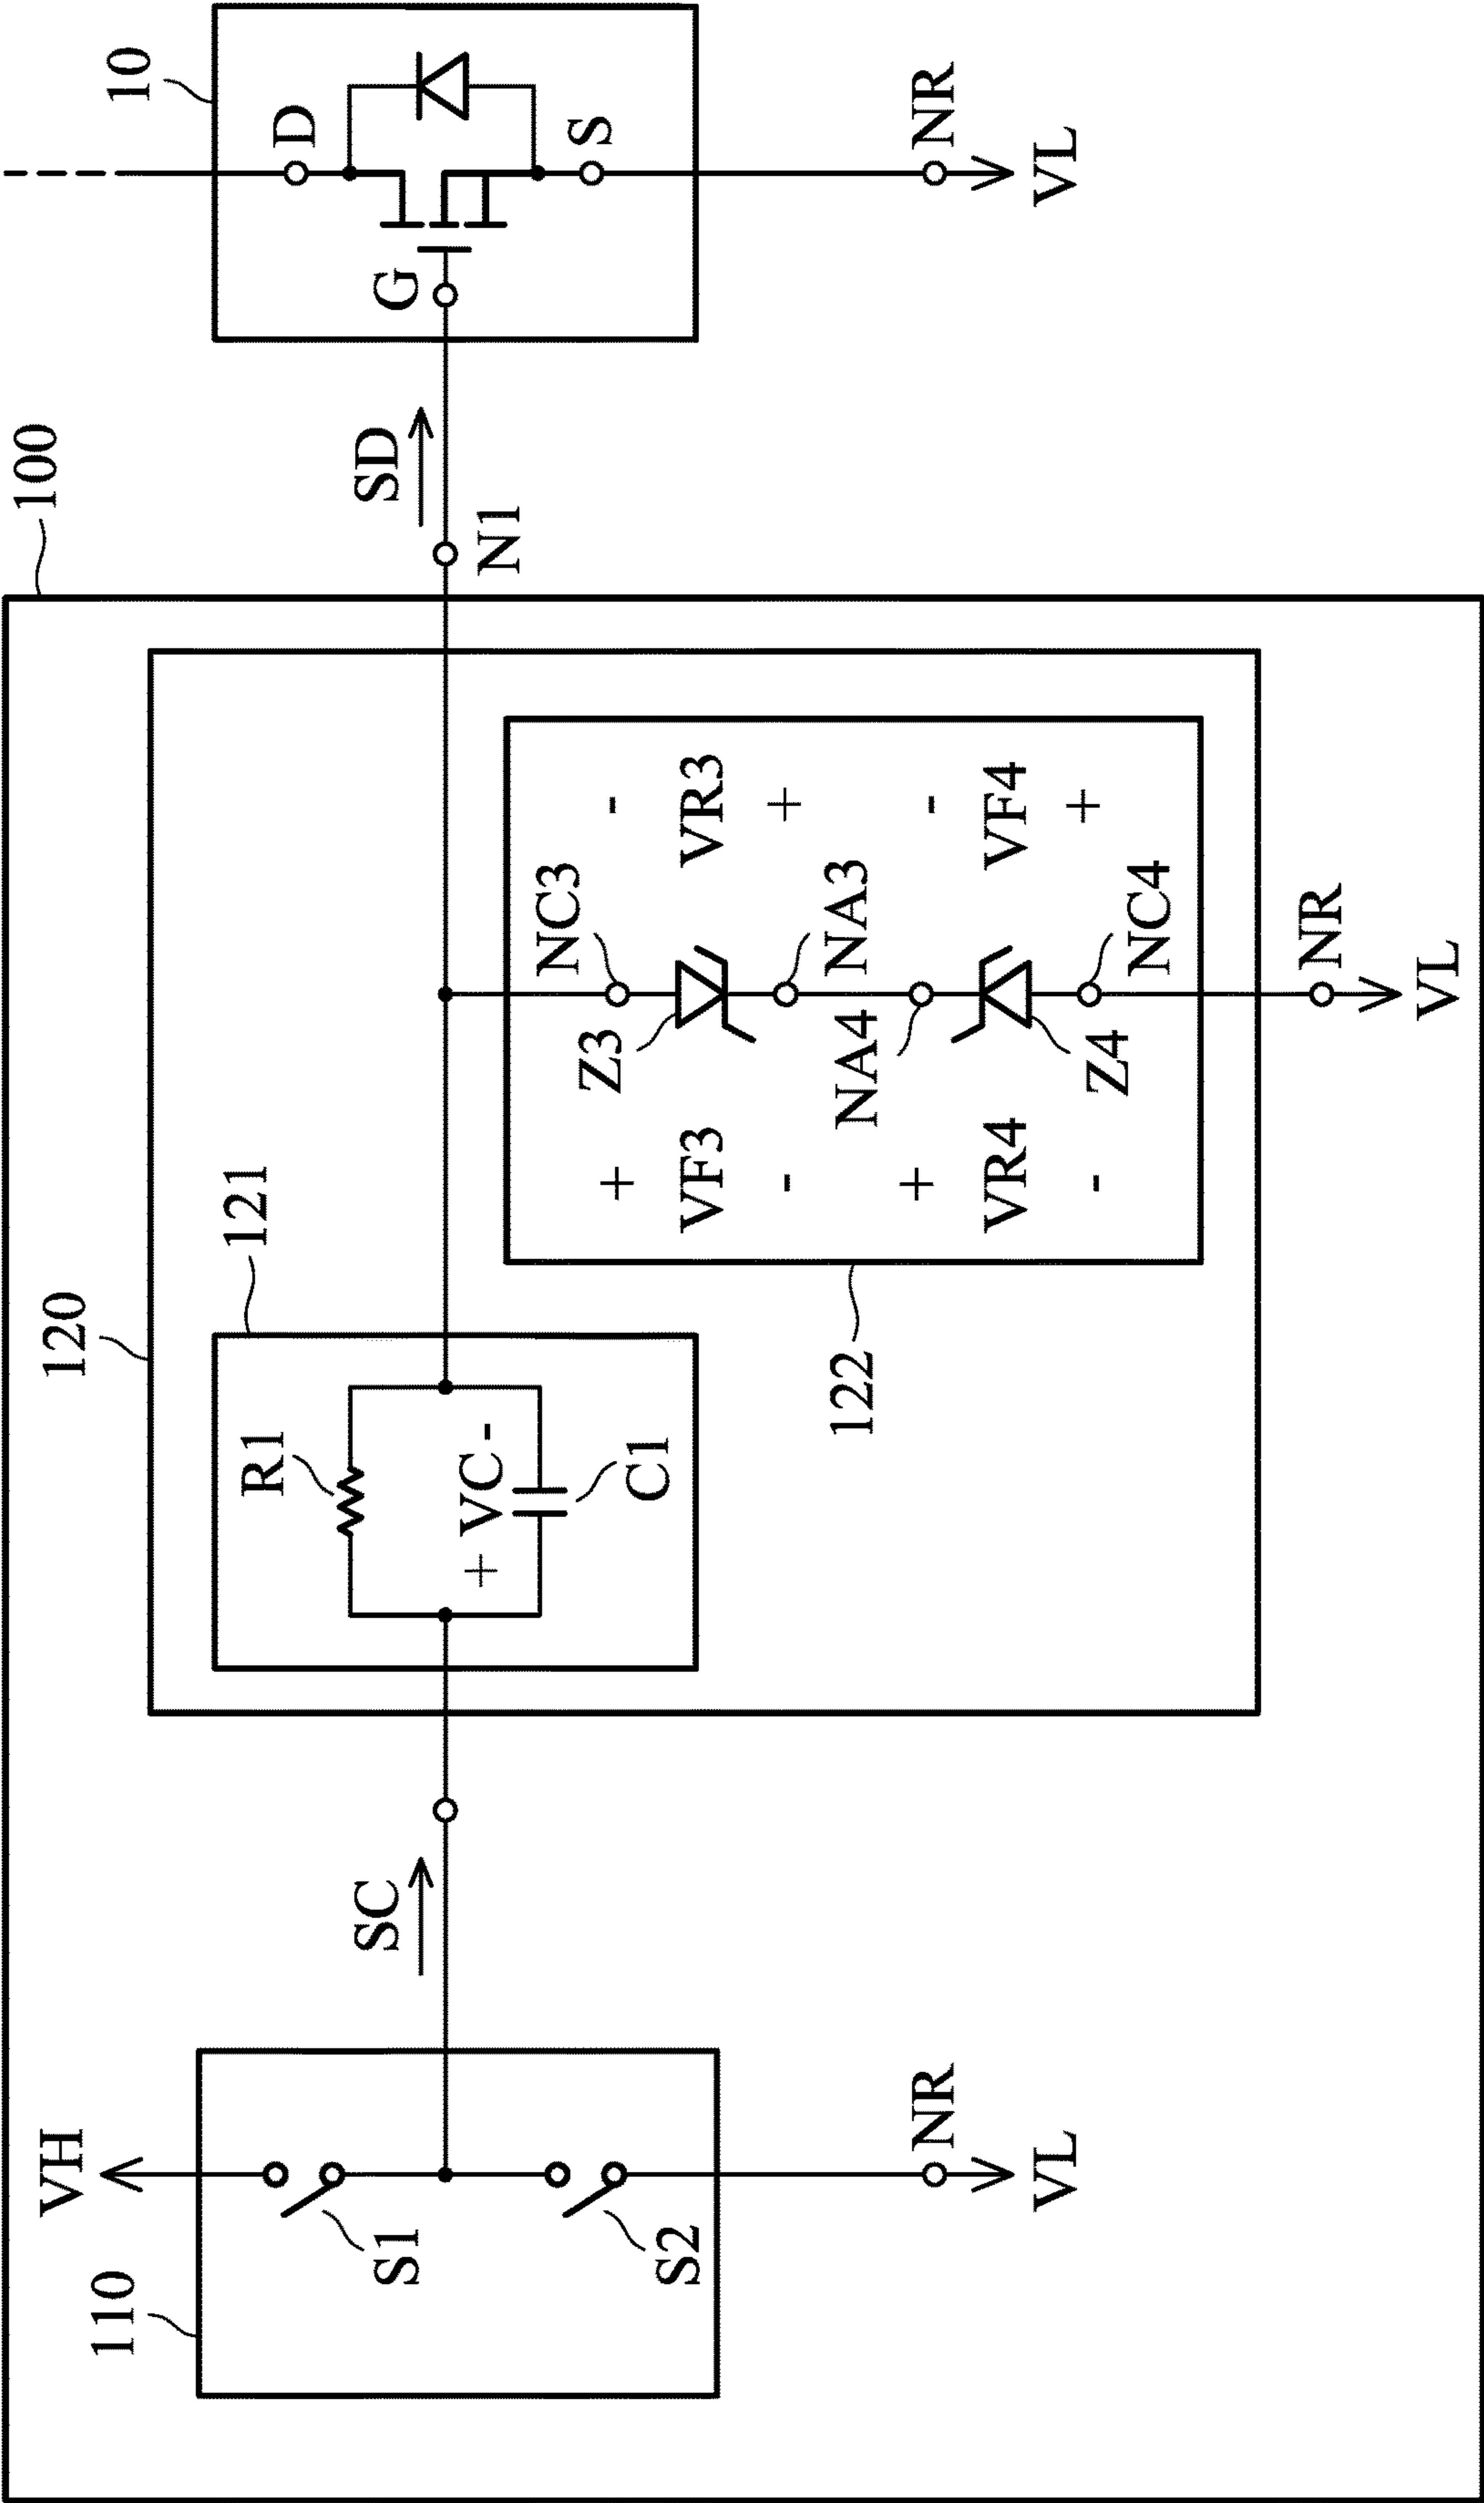 100
110
VH
S1
S2
NR
VL
SC
120
121
R1
+ VC -
C1
122
+
VF3
-
+
VR4
-
Z3
NA4
Z4
NC3
NA3
NC4
-
VR3
+
-
VF4
+
NR
VL
N1
SD
10
G
D
S
NR
VL